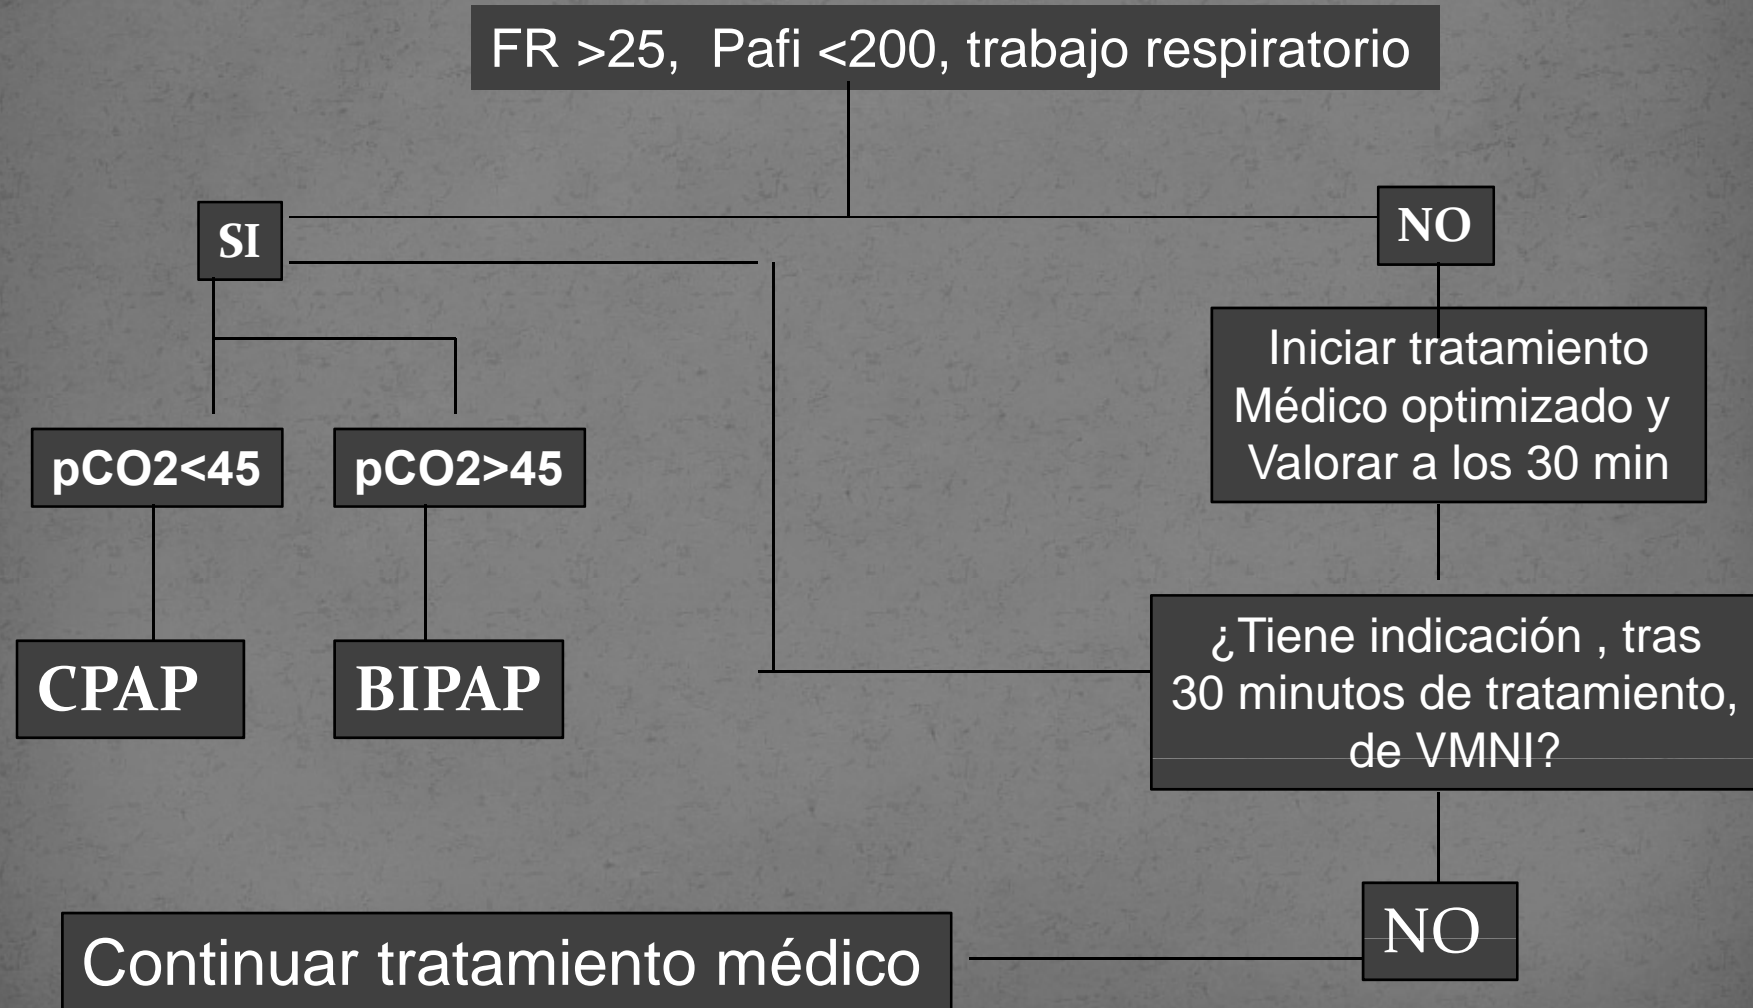 FR >25,  Pafi <200, trabajo respiratorio
SI
NO
Iniciar tratamiento
Médico optimizado y
Valorar a los 30 min
pCO2<45
pCO2>45
CPAP
BIPAP
¿Tiene indicación , tras
30 minutos de tratamiento,
de VMNI?
NO
Continuar tratamiento médico